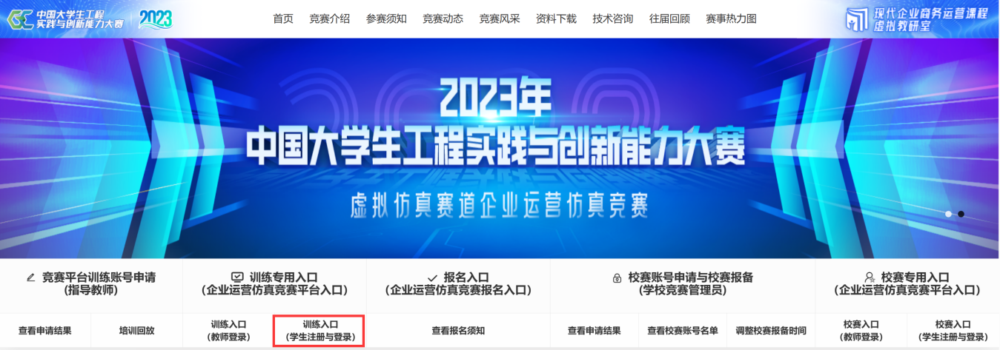 中国大学生工程
实践与创新能力大赛
2023
首页 竞赛介绍 参赛须知 竞赛动态 竞赛风采 资料下载 技术咨询 往届回顾 赛事热力图
现代企业商务运营课程
虚拟教研室
2023年
中国大学生工程实践与创新能力大赛
虚拟仿真赛道企业运营仿真竞赛
竞赛平台训练账号申请
(指导教师)
训练专用入口
(企业运营仿真竞赛平台入口)
报名入口
(企业运营仿真竞赛报名入口)
校赛账号申请与校赛报备
(学校竞赛管理员)
校赛专用入口
(企业运营仿真竞赛平台入口)
查看申请结果
培训回放
训练入口
(教师登录)
训练入口
(学生注册与登录)
查看报名须知
查看申请结果
查看校赛账号名单
调整校赛报备时间
校赛入口
(教师登录)
校赛入口
(学生注册与登录)